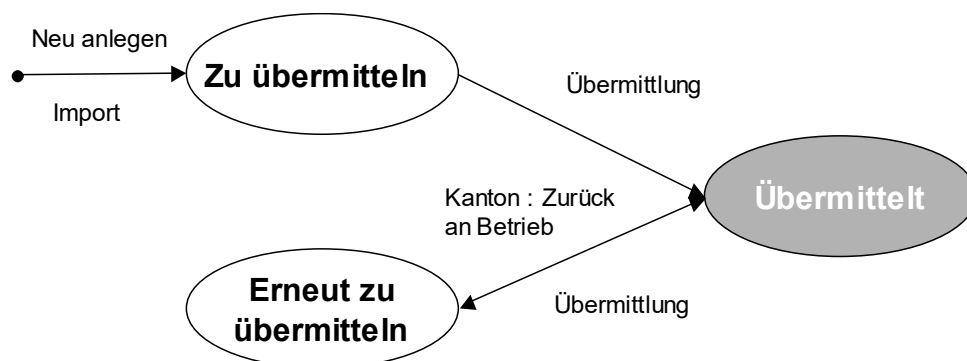 Neu anlegen
Import
Zu übermitteln
Übermittlung
Übermittelt
Kanton : Zurück
an Betrieb
Erneut zu
übermitteln
Übermittlung